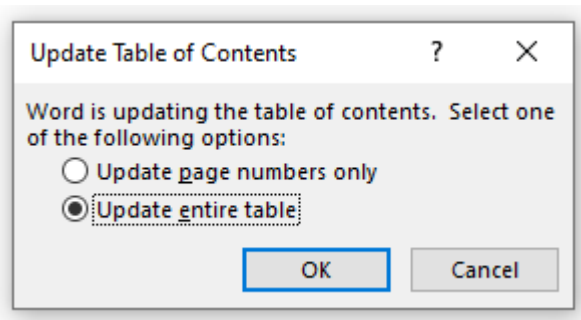 Update Table of Contents ?
Word is updating the table of contents.  Select one
of the following options:
Update page numbers only
Update entire table
OK Cancel